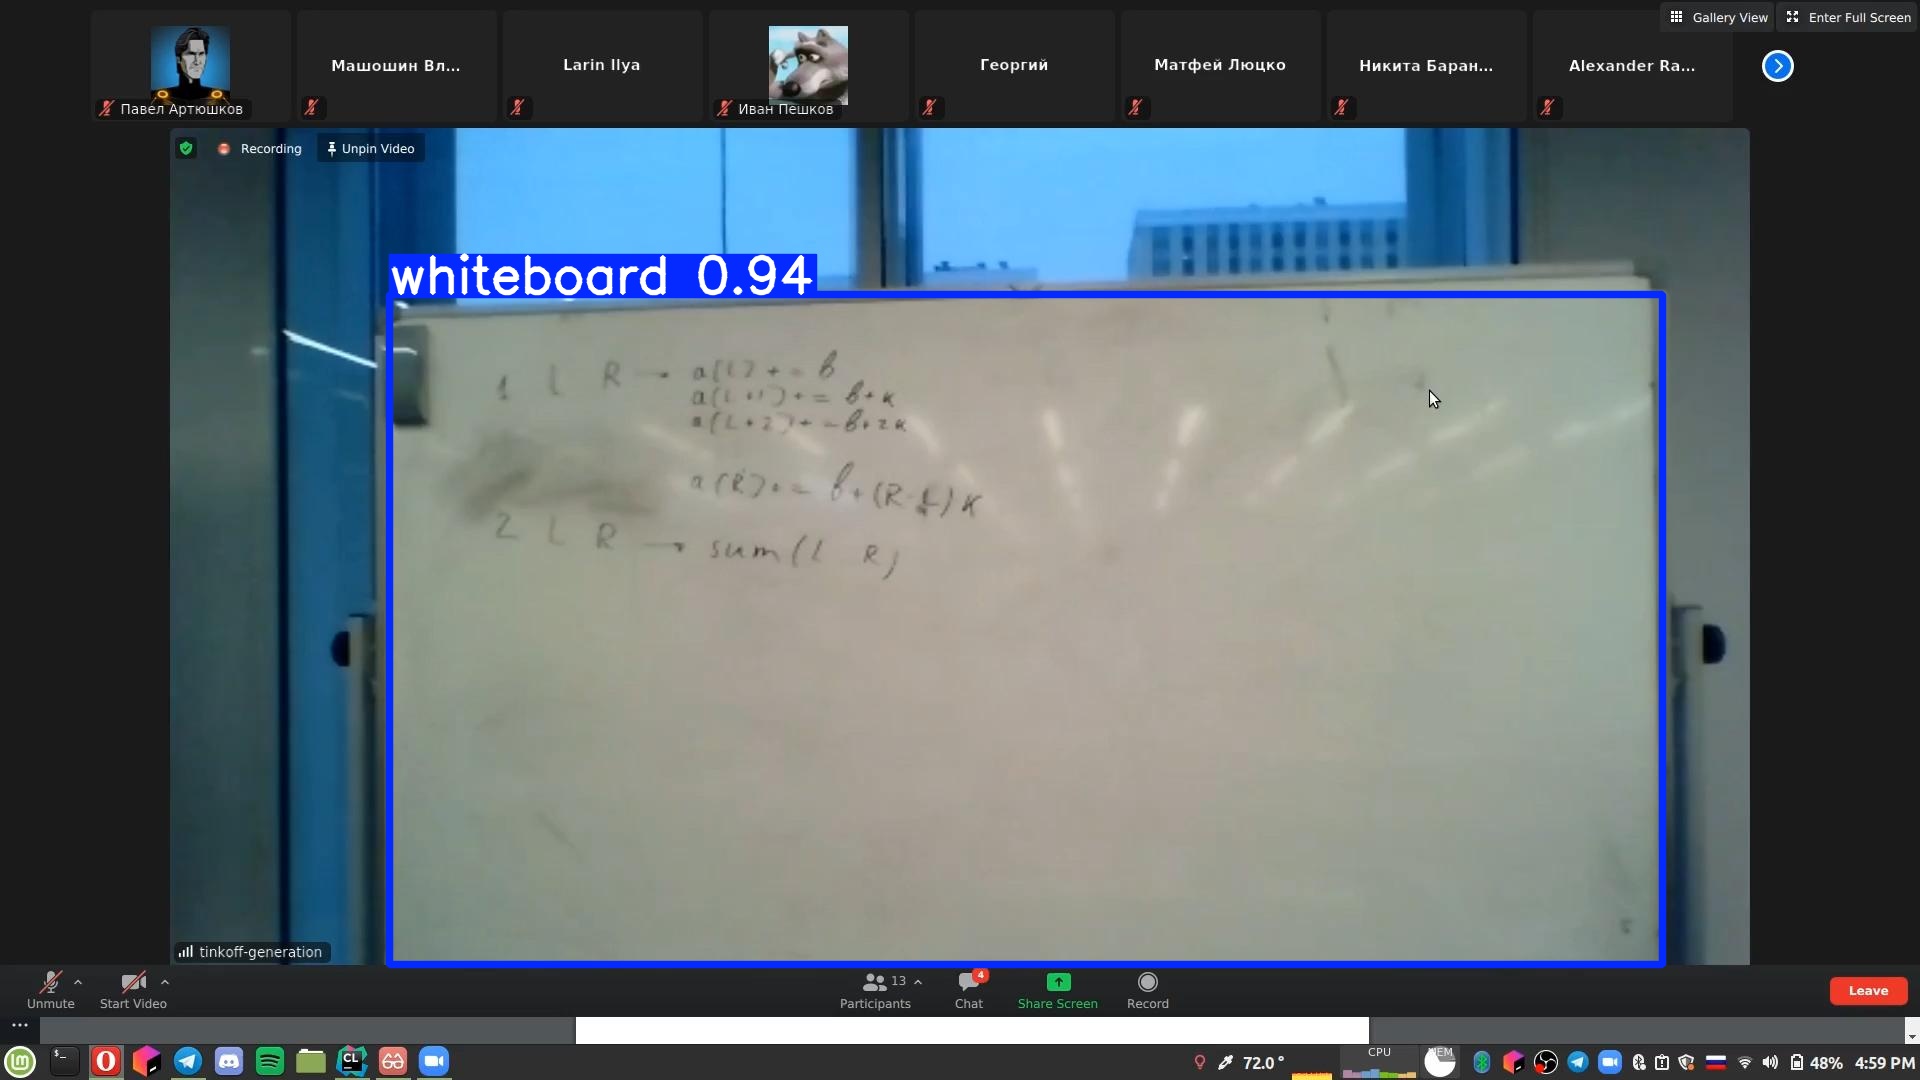 Gallery View
Enter Full Screen
Павел Артюшков
Машошин Вл...
Larin Ilya
Иван Пешков
Георгий
Матфей Люцко
Никита Баран...
Alexander Ra...
Recording
Unpin Video
whiteboard 0.94
1 L R → a[L] += b
a[L+1] += b+k
a[L+2] += b+2k
a[R] += b+(R-L)k
2 L R → sum(L R)
tinkoff-generation
Unmute
Start Video
13
Participants
4
Chat
Share Screen
Record
Leave
CL
72.0°
CPU
MEM
48%
4:59 PM